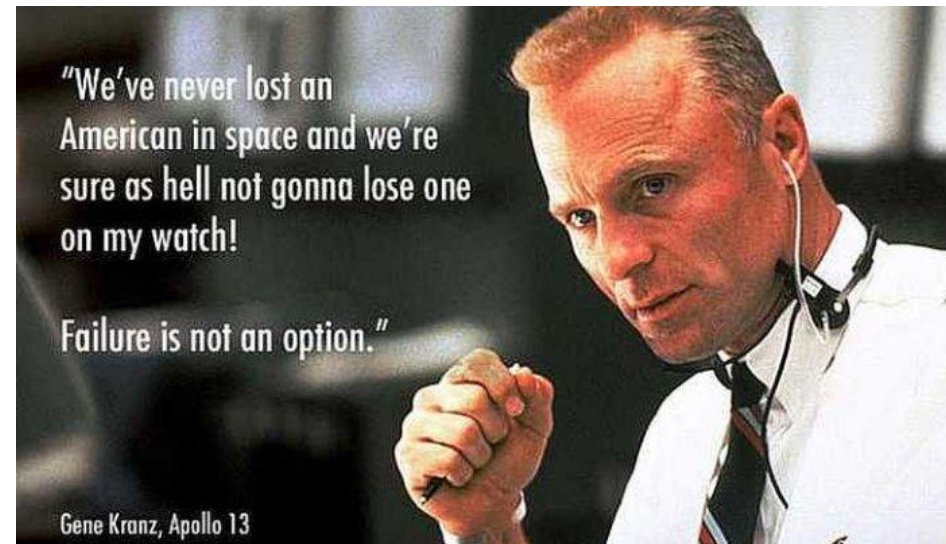 “We’ve never lost an
American in space and we’re
sure as hell not gonna lose one
on my watch!
Failure is not an option.”
Gene Kranz, Apollo 13